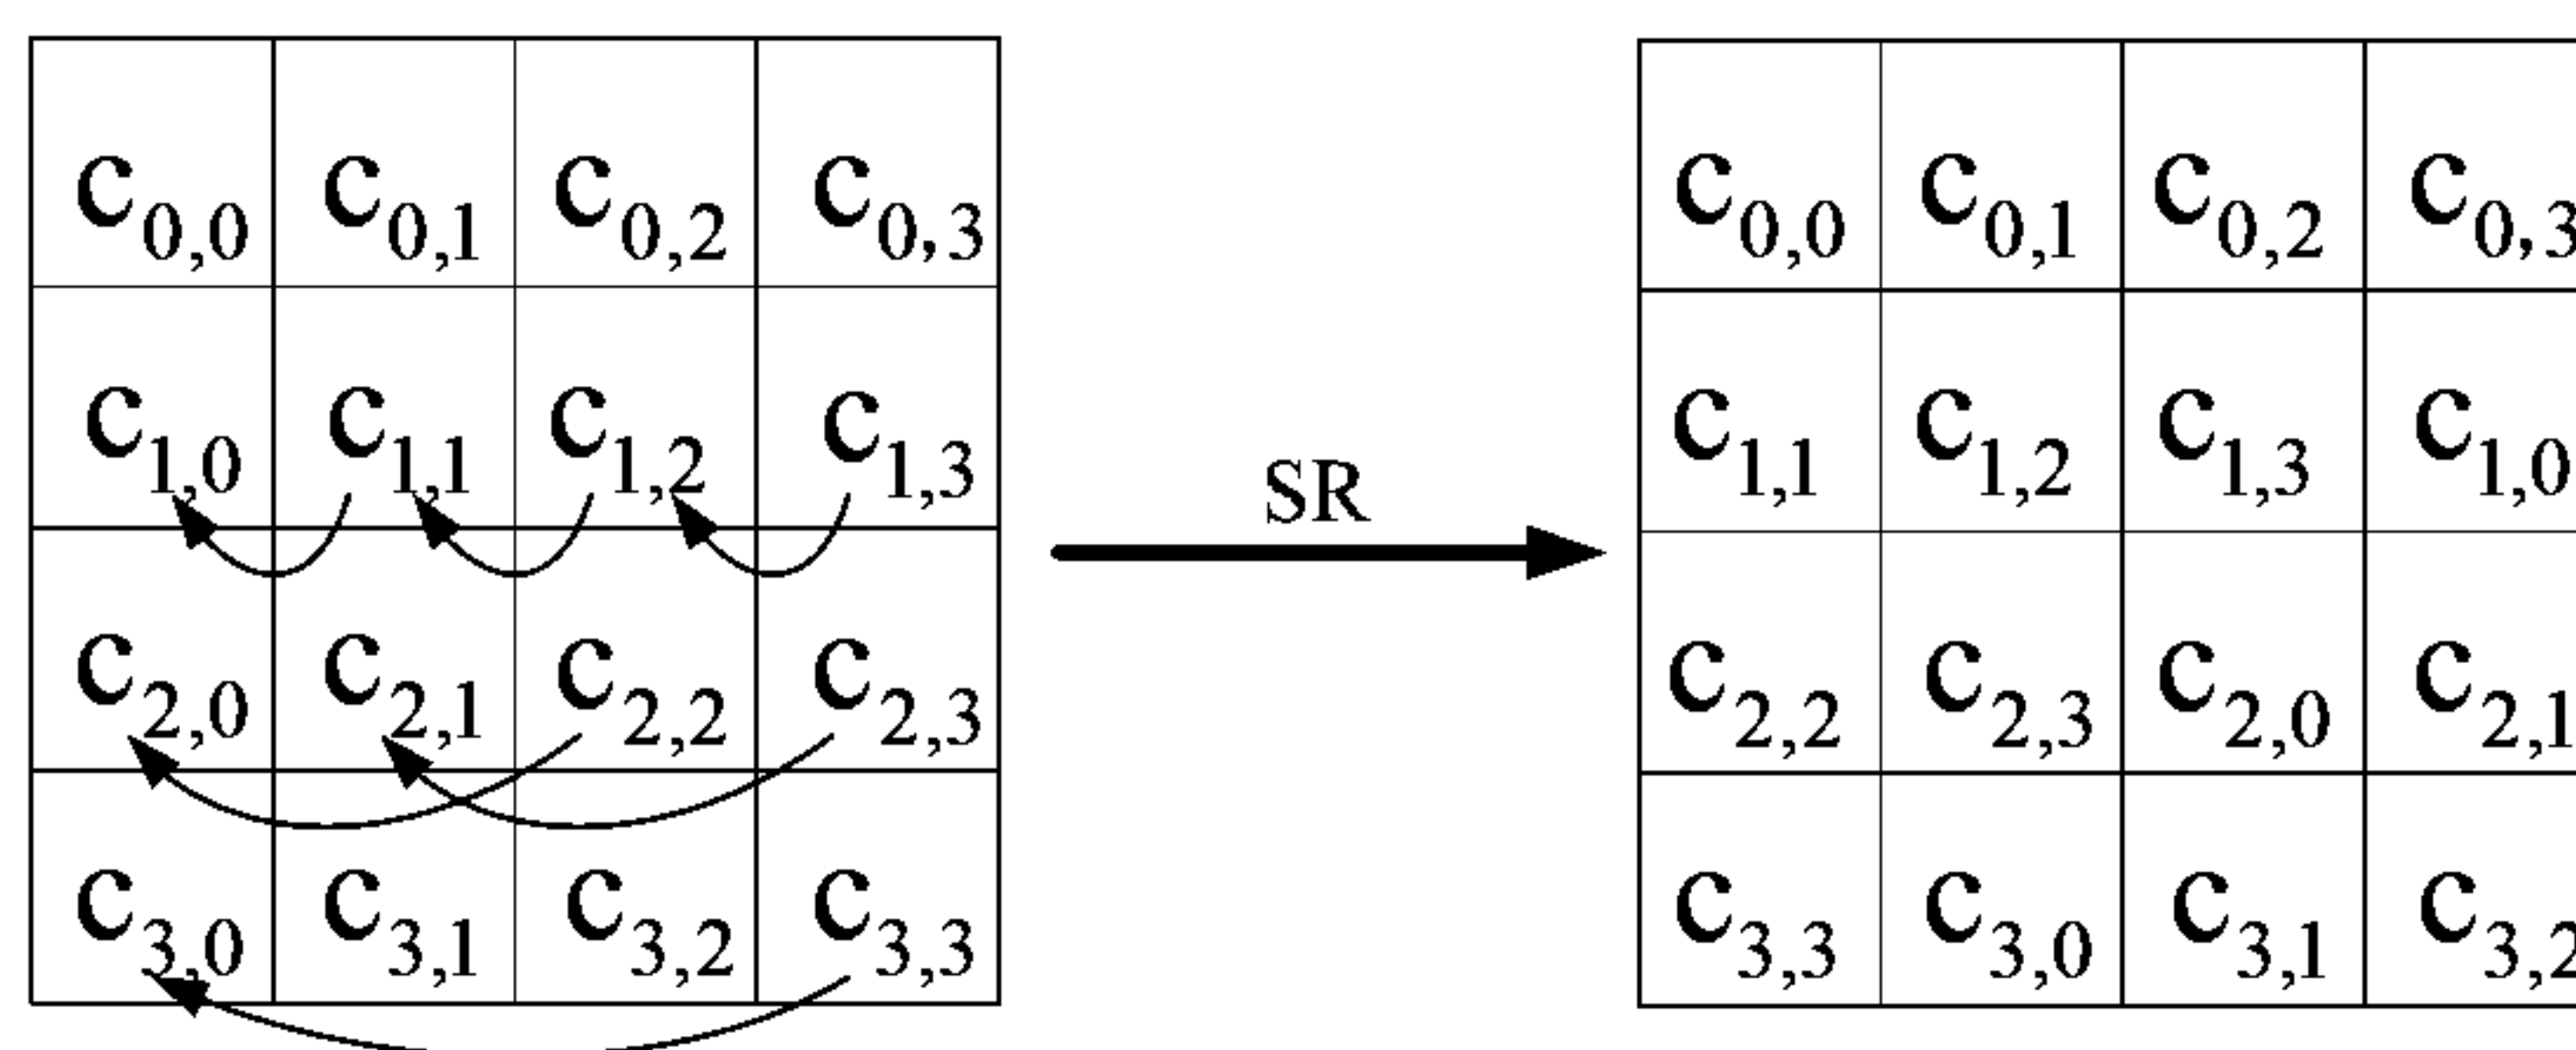 c0,0 c0,1 c0,2 c0,3 c0,0 c0,1 c0,2 c0,3
c1,0 c1,1 c1,2 c1,3 SR c1,1 c1,2 c1,3 c1,0
c2,0 c2,1 c2,2 c2,3 c2,2 c2,3 c2,0 c2,1
c3,0 c3,1 c3,2 c3,3 c3,3 c3,0 c3,1 c3,2